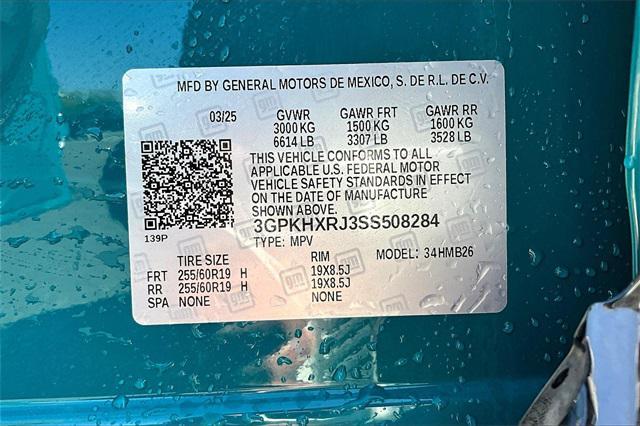 MFD BY GENERAL MOTORS DE MEXICO, S. DE R.L. DE C.V.
03/25 GVWR GAWR FRT GAWR RR
3000 KG 1500 KG 1600 KG
6614 LB 3307 LB 3528 LB
THIS VEHICLE CONFORMS TO ALL
APPLICABLE U.S. FEDERAL MOTOR
VEHICLE SAFETY STANDARDS IN EFFECT
ON THE DATE OF MANUFACTURE
SHOWN ABOVE.
3GPKHXRJ3SS508284
139P TYPE: MPV MODEL: 34HMB26
TIRE SIZE RIM
FRT 255/60R19 H 19X8.5J
RR 255/60R19 H 19X8.5J
SPA NONE NONE